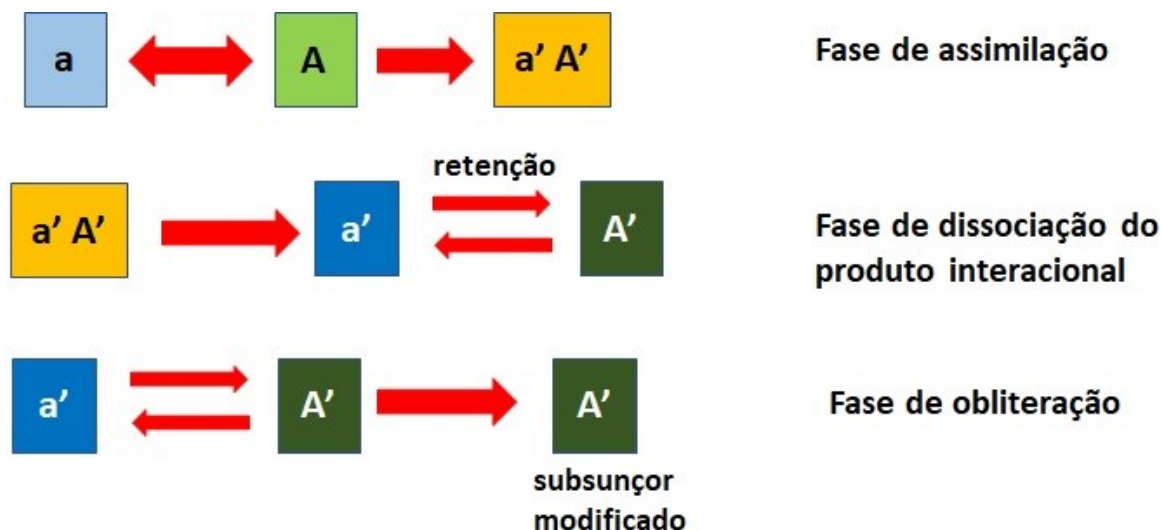 a A a’ A’ Fase de assimilação
retenção
a’ A’ a’ A’ Fase de dissociação do
produto interacional
a’ A’ A’ Fase de obliteração
subsunçor
modificado